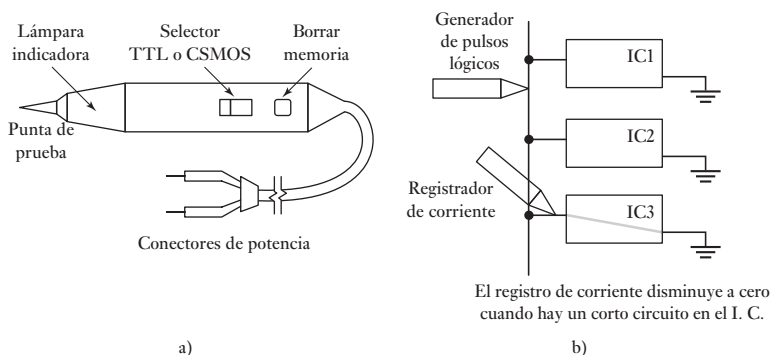 Lámpara
indicadora
Selector
TTL o CSMOS
Borrar
memoria
Punta de
prueba
Conectores de potencia
a)
Generador
de pulsos
lógicos
IC1
IC2
Registrador
de corriente
IC3
El registro de corriente disminuye a cero
cuando hay un corto circuito en el I. C.
b)